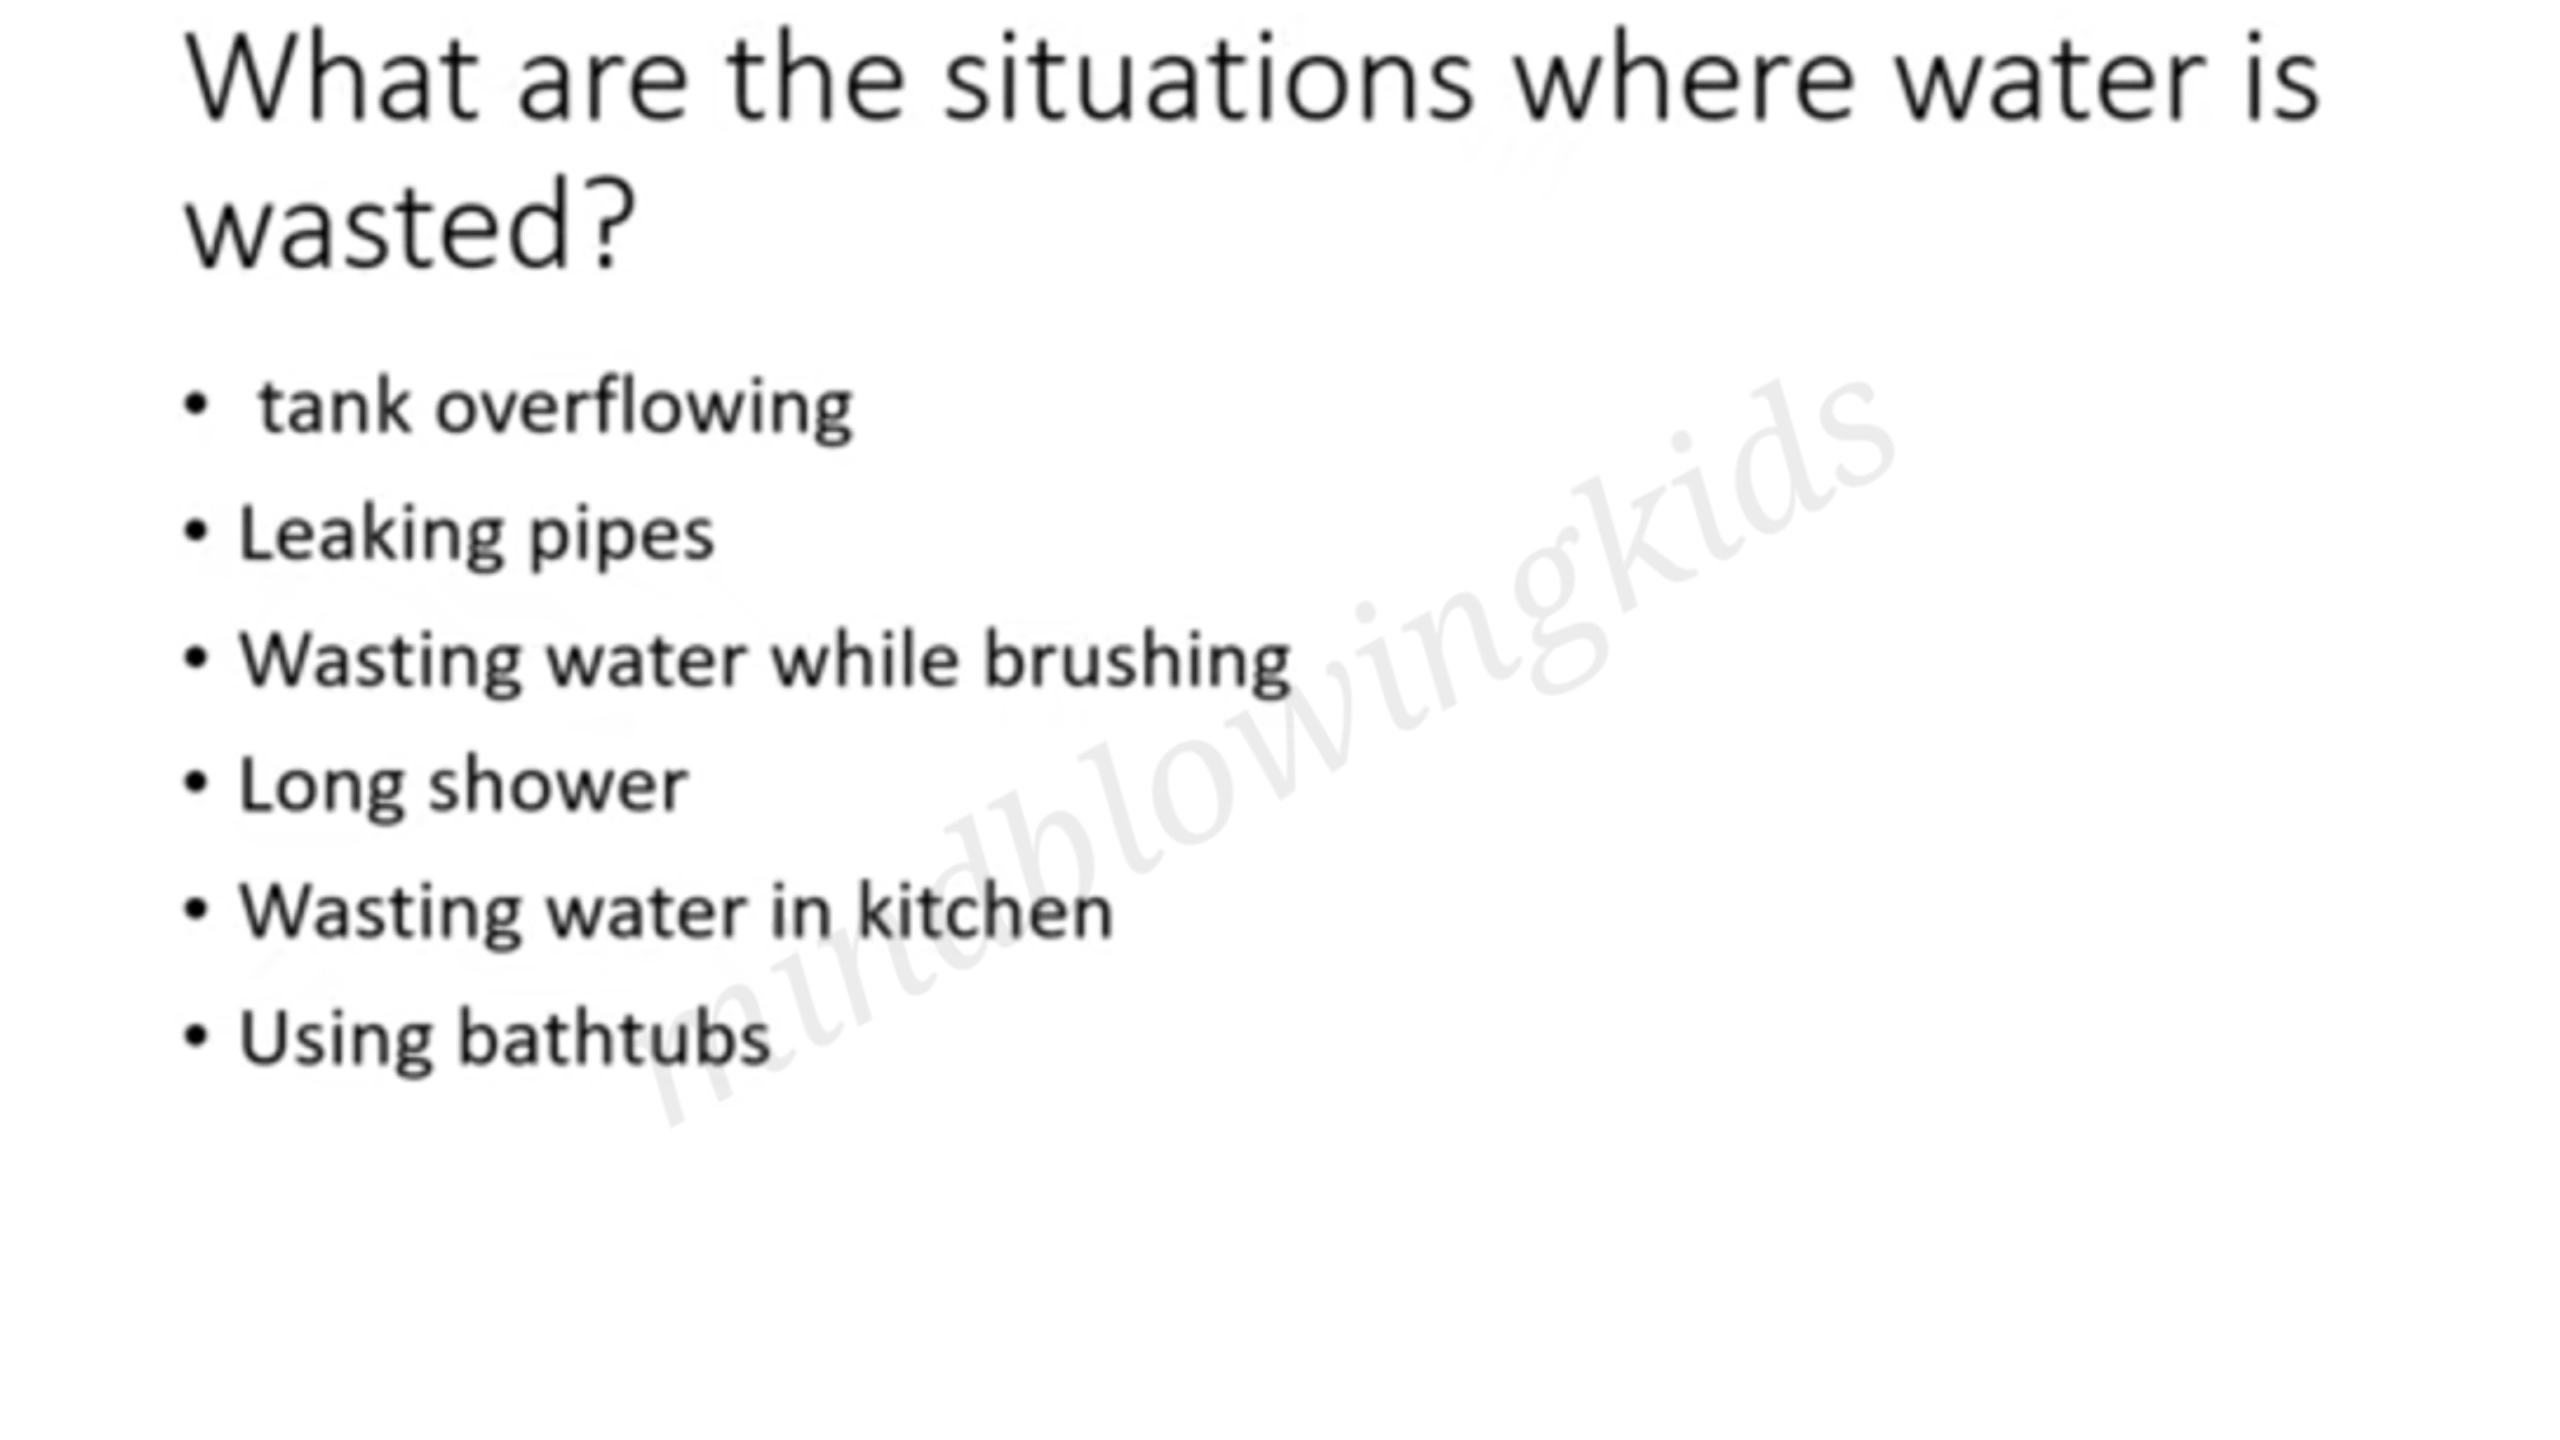 What are the situations where water is
wasted?
• tank overflowing
• Leaking pipes
• Wasting water while brushing
• Long shower
• Wasting water in kitchen
• Using bathtubs
mindblowingkids